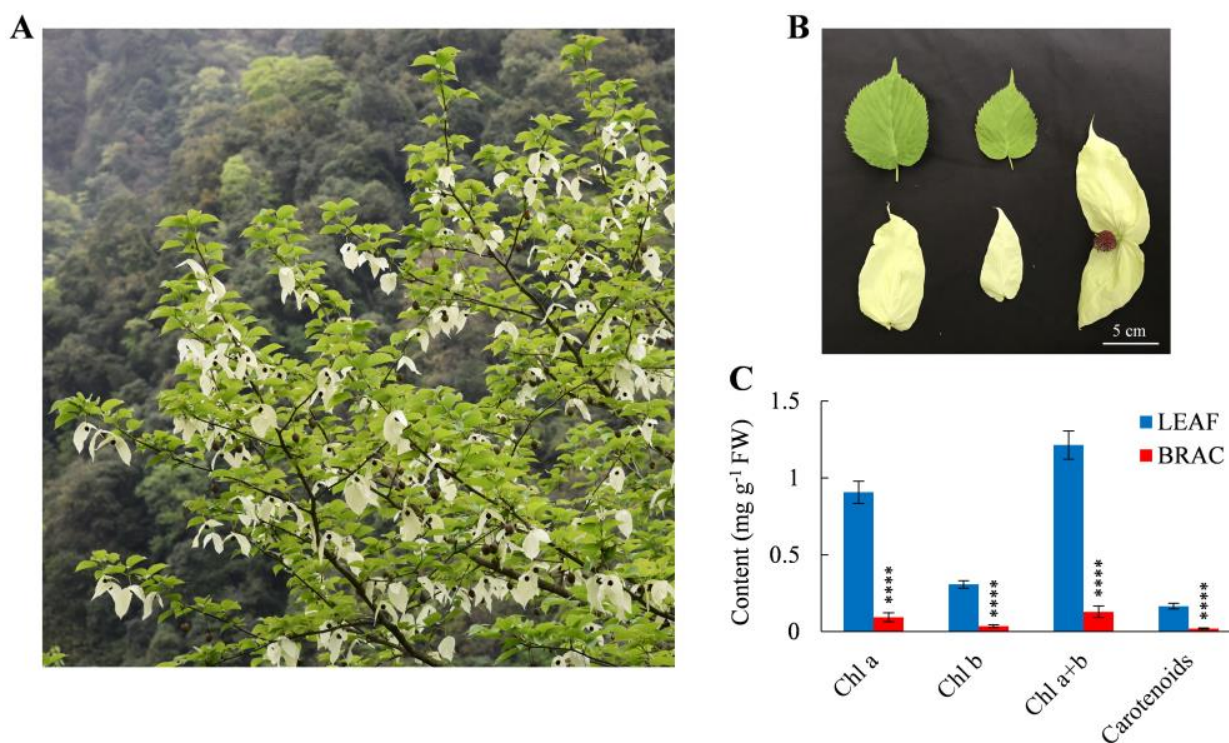 A
B
5 cm
C
Content (mg g-1 FW)
1.5
1
0.5
0
LEAF
BRAC
****
****
****
****
Chl a
Chl b
Chl a+b
Carotenoids